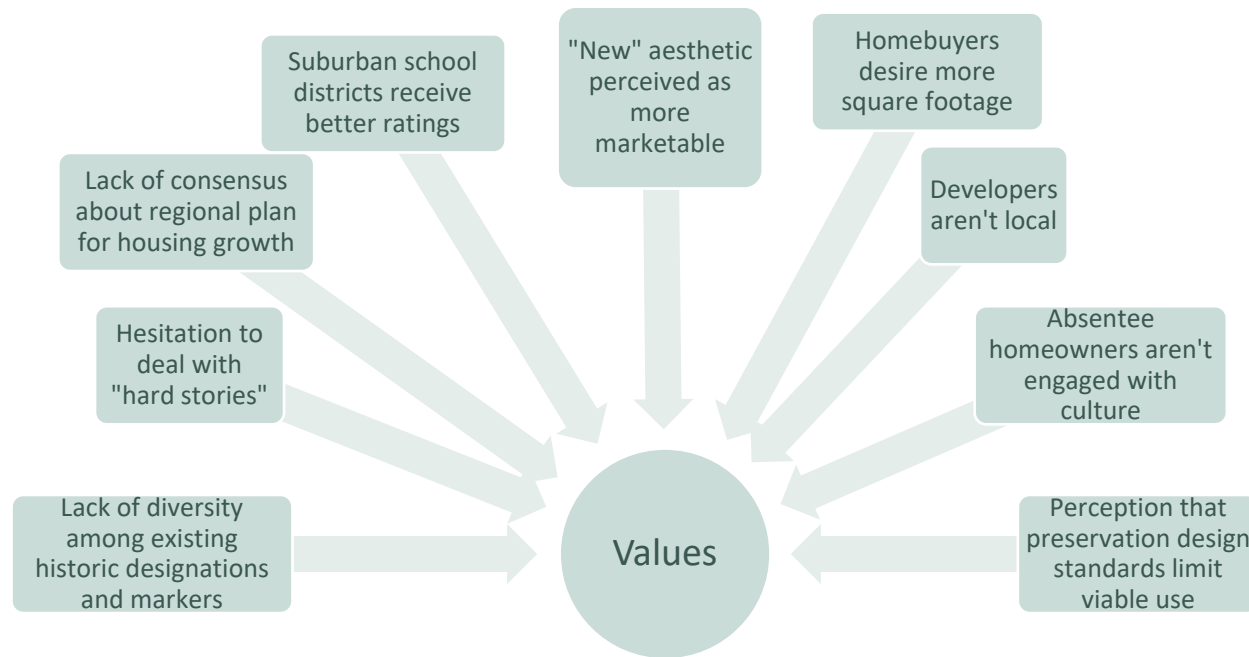 Suburban school
districts receive
better ratings
"New" aesthetic
perceived as
more
marketable
Homebuyers
desire more
square footage
Lack of consensus
about regional plan
for housing growth
Developers
aren't local
Hesitation to
deal with
"hard stories"
Absentee
homeowners aren't
engaged with
culture
Lack of diversity
among existing
historic designations
and markers
Values
Perception that
preservation design
standards limit
viable use